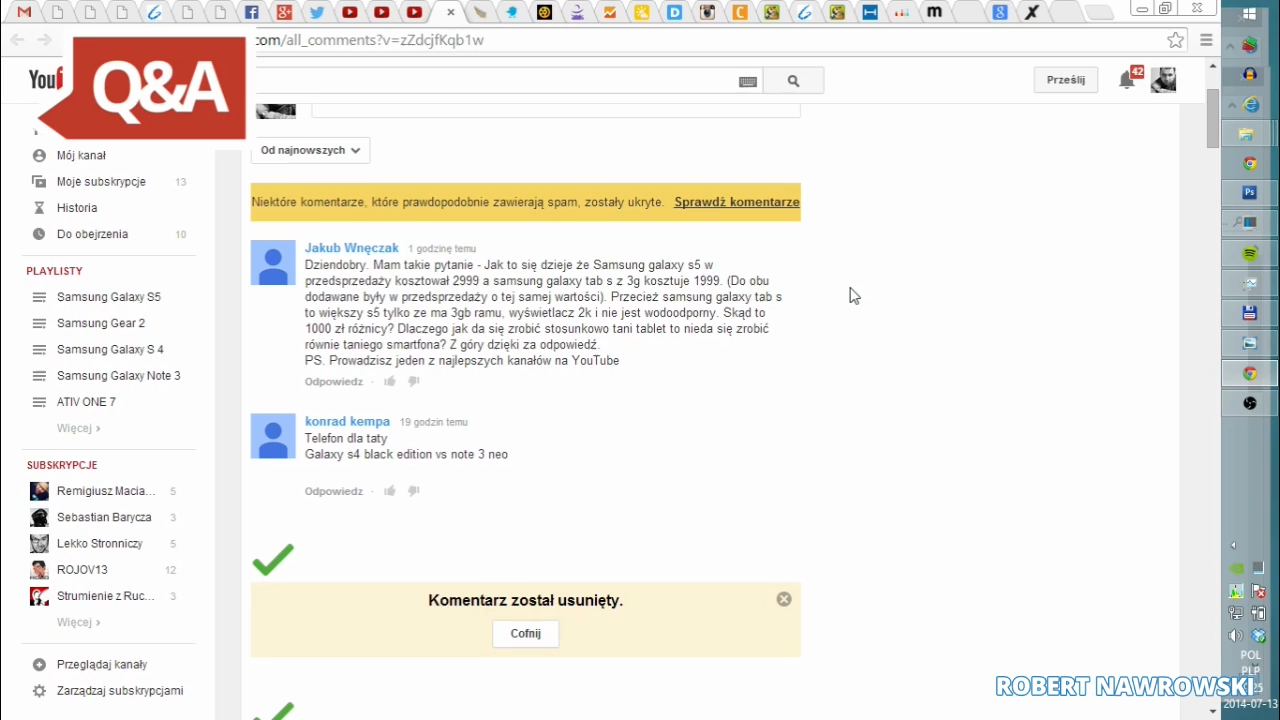 com/all_comments?v=zZdcjfKqb1w
You
Q&A
Prześlij
42
Mój kanał
Moje subskrypcje 13
Historia
Do obejrzenia 10
PLAYLISTY
Samsung Galaxy S5
Samsung Gear 2
Samsung Galaxy S 4
Samsung Galaxy Note 3
ATIV ONE 7
Więcej ›
SUBSKRYPCJE
Remigiusz Macia... 5
Sebastian Barycza 3
Lekko Stronniczy 5
ROJOV13 12
Strumienie z Ruc... 3
Więcej ›
Przeglądaj kanały
Zarządzaj subskrypcjami
Od najnowszych
Niektóre komentarze, które prawdopodobnie zawierają spam, zostały ukryte. Sprawdź komentarze
Jakub Wnęczak 1 godzinę temu
Dziendobry. Mam takie pytanie - Jak to się dzieje że Samsung galaxy s5 w
przedsprzedaży kosztował 2999 a samsung galaxy tab s z 3g kosztuje 1999. (Do obu
dodawane były w przedsprzedaży o tej samej wartości). Przecież samsung galaxy tab s
to większy s5 tylko ze ma 3gb ramu, wyświetlacz 2k i nie jest wodoodporny. Skąd to
1000 zł różnicy? Dlaczego jak da się zrobić stosunkowo tani tablet to nieda się zrobić
równie taniego smartfona? Z góry dzięki za odpowiedź.
PS. Prowadzisz jeden z najlepszych kanałów na YouTube
Odpowiedz ·
konrad kempa 19 godzin temu
Telefon dla taty
Galaxy s4 black edition vs note 3 neo
Odpowiedz ·
Komentarz został usunięty.
Cofnij
POL
PLP
ROBERT NAWROWSKI
2014-07-13